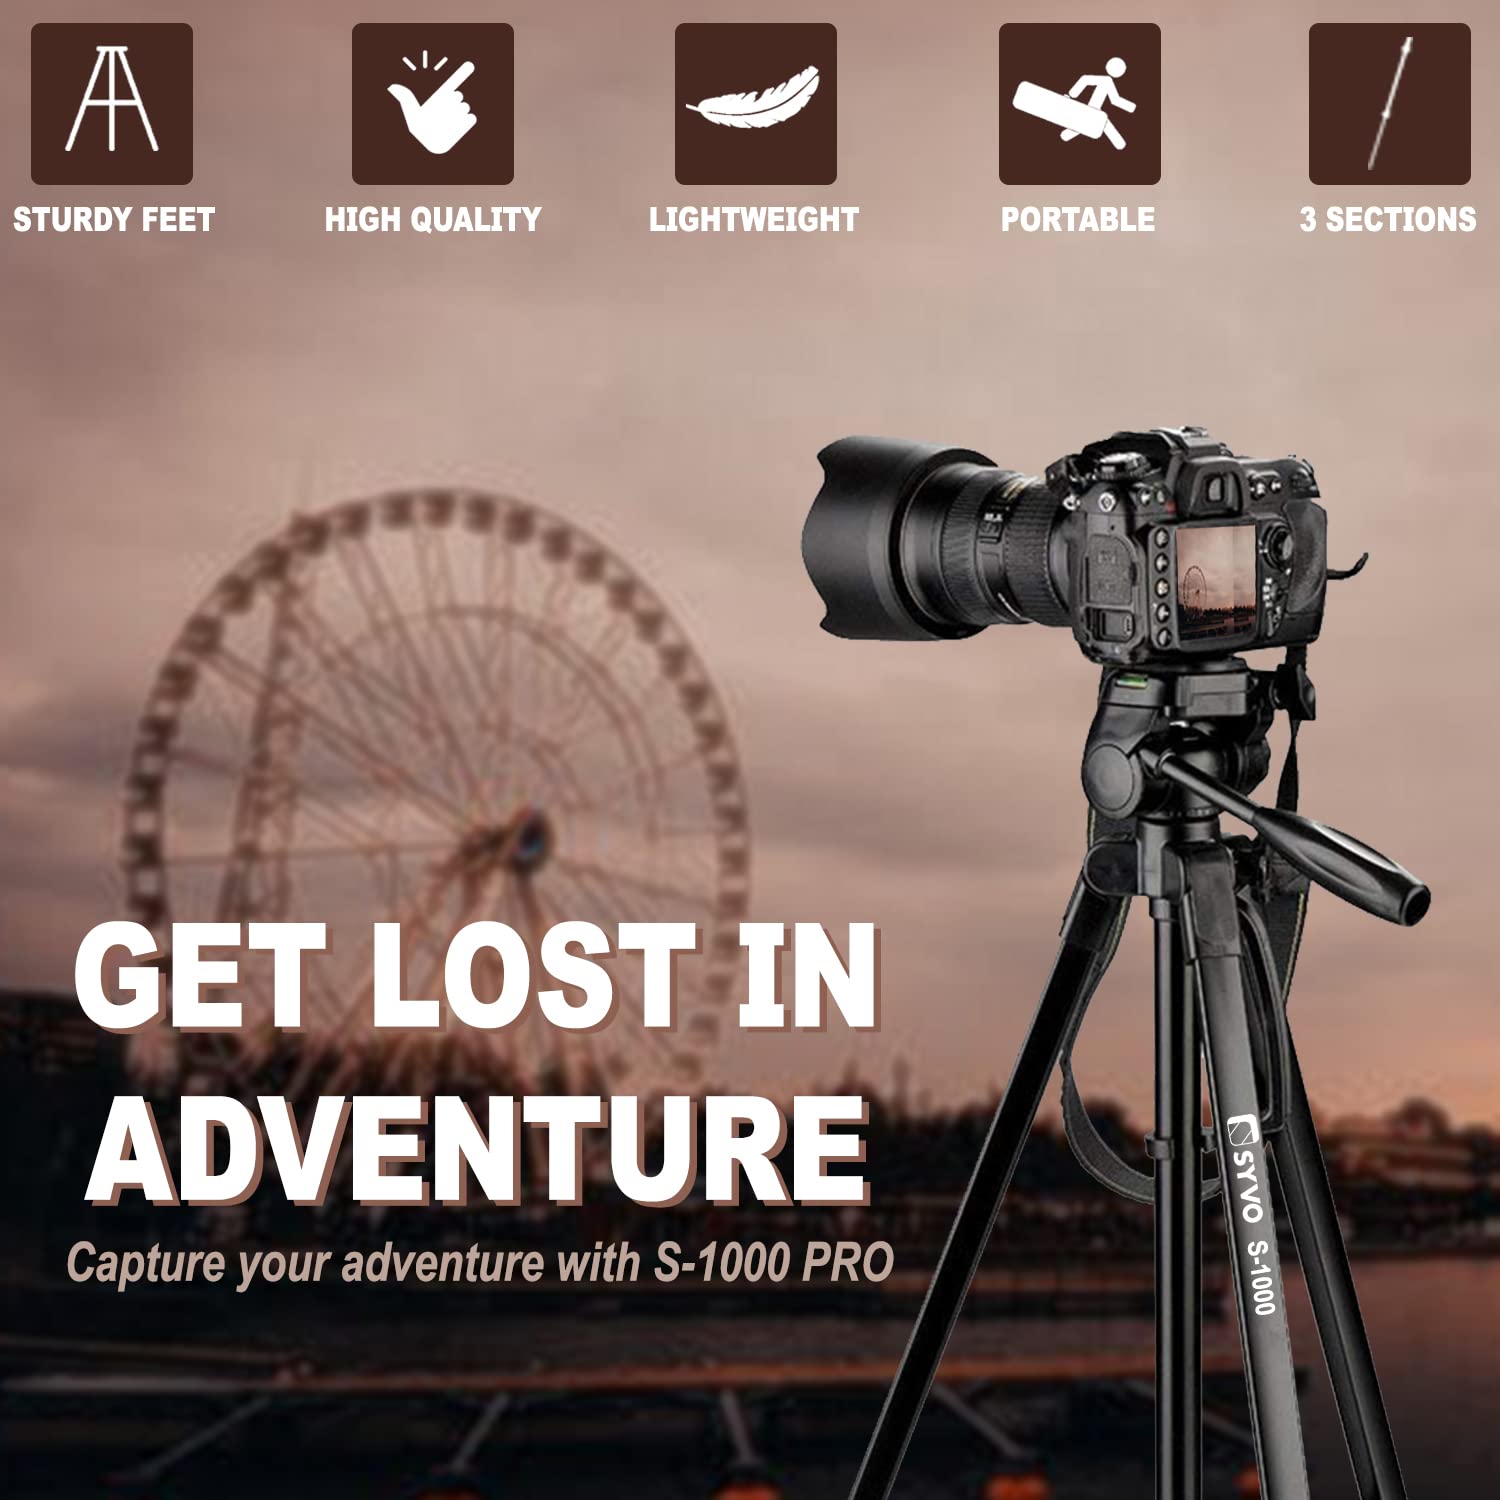 STURDY FEET
HIGH QUALITY
LIGHTWEIGHT
PORTABLE
3 SECTIONS
GET LOST IN
ADVENTURE
Capture your adventure with S-1000 PRO
SYVO S-1000